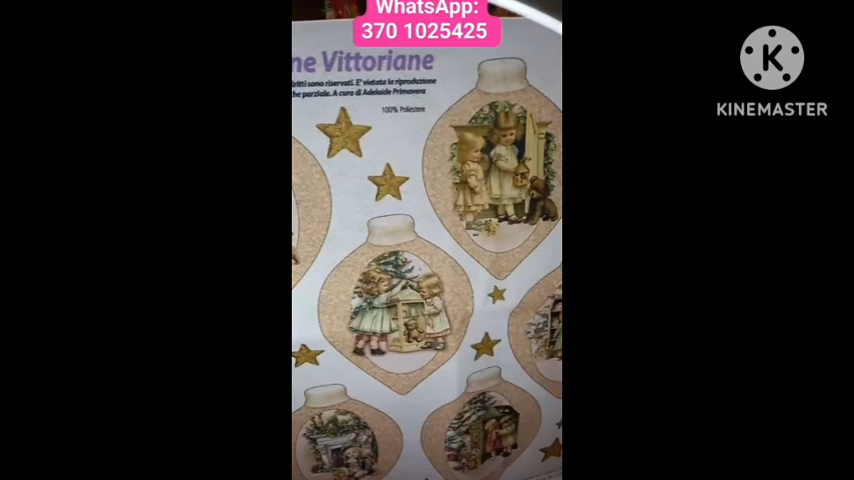 WhatsApp:
370 1025425
ne Vittoriane
iritti sono riservati. E' vietata la riproduzione
che parziale. A cura di Adelaide Primavera
100% Poliestere
KINEMASTER